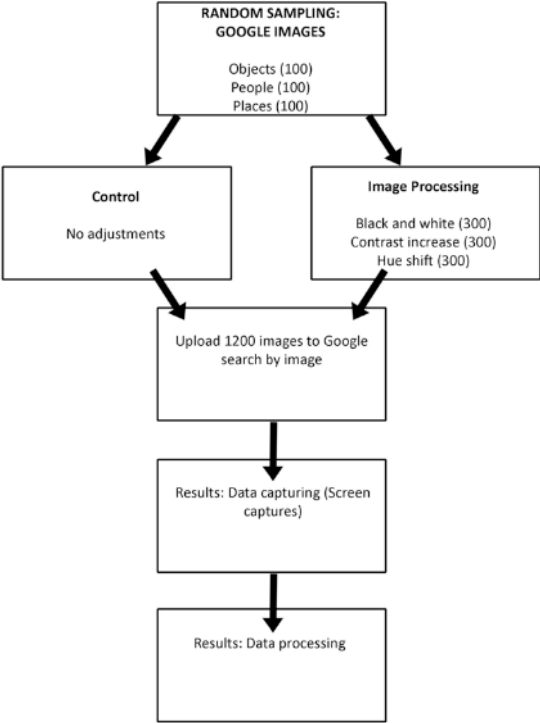 RANDOM SAMPLING:
GOOGLE IMAGES
Objects (100)
People (100)
Places (100)
Control
No adjustments
Image Processing
Black and white (300)
Contrast increase (300)
Hue shift (300)
Upload 1200 images to Google
search by image
Results: Data capturing (Screen
captures)
Results: Data processing